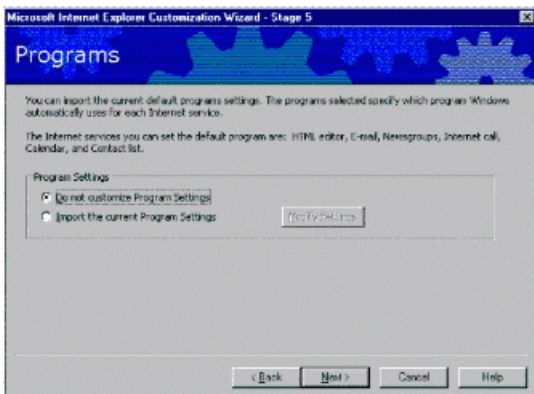 Microsoft Internet Explorer Customization Wizard - Stage 5
Programs
You can import the current default programs settings. The programs selected specify which program Windows
automatically uses for each Internet service.
The Internet services you can set the default program are: HTML editor, E-mail, Newsgroups, Internet call,
Calendar, and Contact list.
Program Settings
Do not customize Program Settings
Import the current Program Settings
Modify Settings
< Back
Next >
Cancel
Help